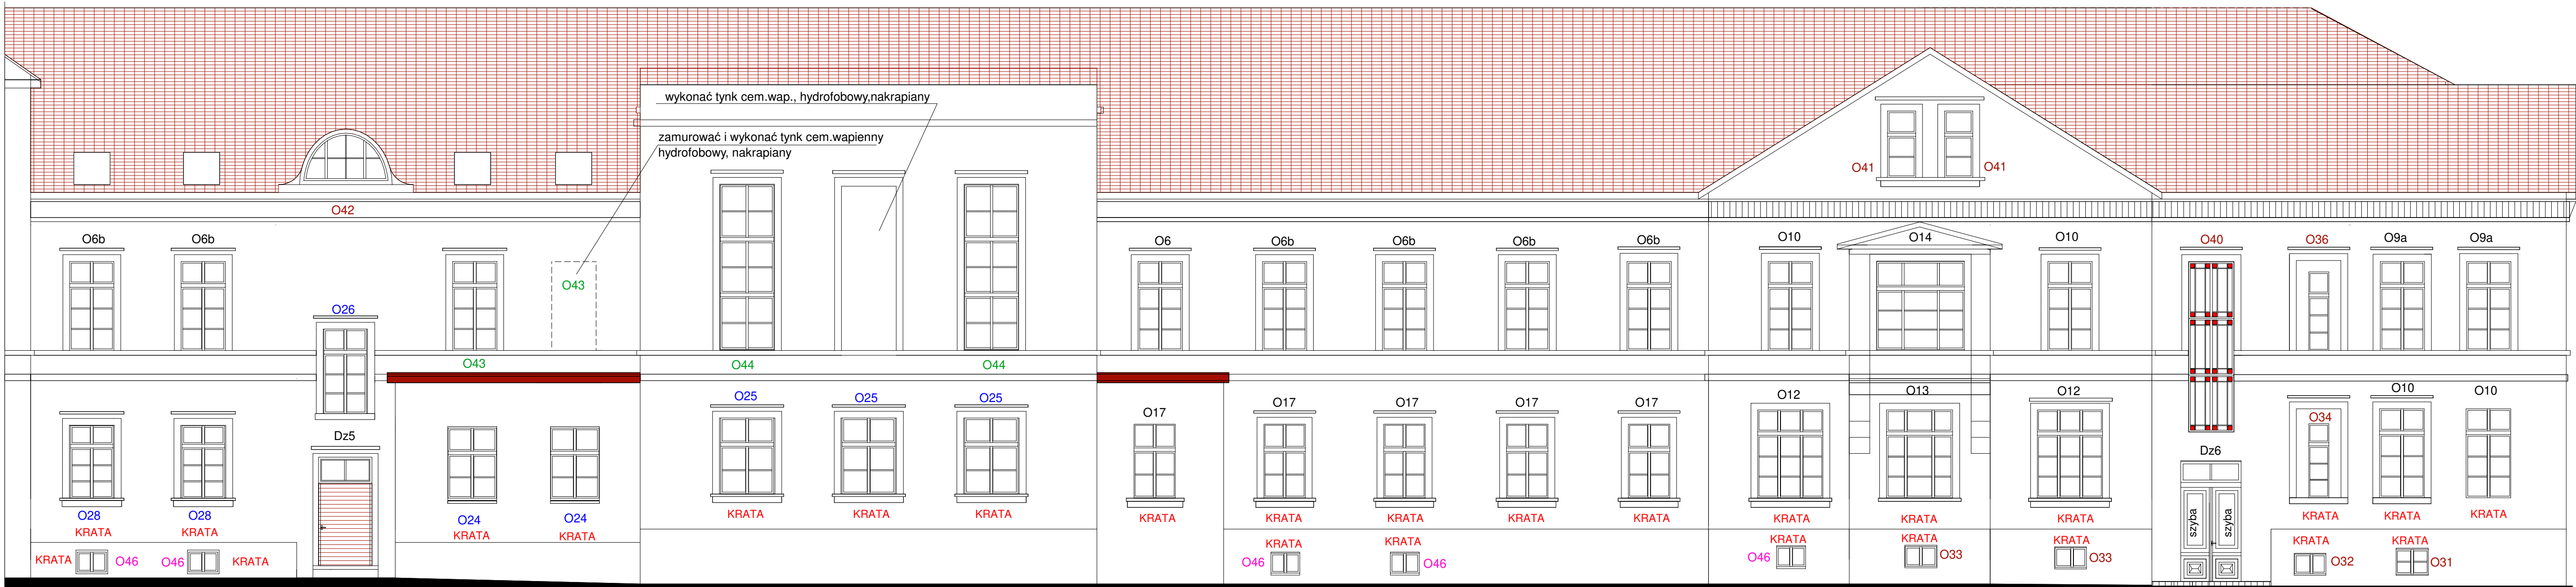 wykonać tynk cem.wap., hydrofobowy,nakrapiany
zamurować i wykonać tynk cem.wapienny
hydrofobowy, nakrapiany
O41 O41
O42
O6b O6b O6 O6b O6b O6b O6b O10 O14 O10 O40 O36 O9a O9a
O43
O26
O43 O44 O44
O25 O25 O25 O12 O13 O12 O10 O10
O17 O17 O17 O17 O17 O34
Dz5 Dz6
O28 O28 O24 O24 KRATA KRATA KRATA KRATA KRATA KRATA KRATA KRATA KRATA KRATA KRATA KRATA KRATA KRATA
KRATA KRATA KRATA KRATA szyba szyba
KRATA KRATA KRATA KRATA KRATA KRATA
KRATA O46 O46 KRATA O46 O46 O46 O33 O33 O32 O31